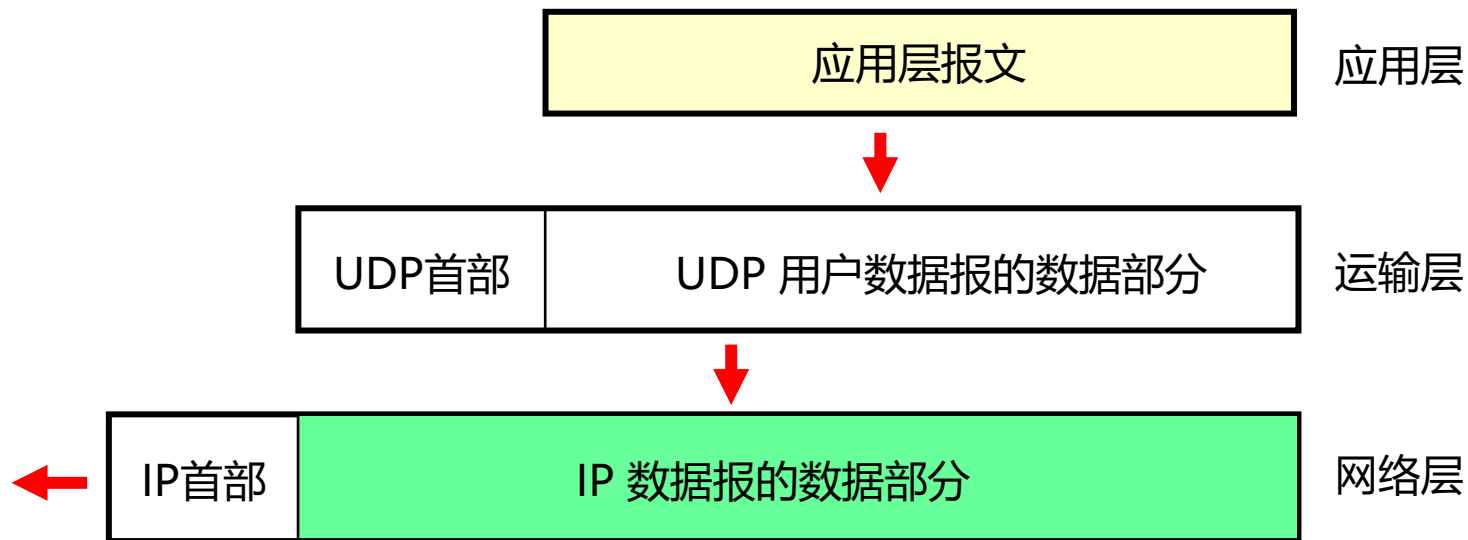 应用层报文
应用层
UDP首部
UDP 用户数据报的数据部分
运输层
IP首部
IP 数据报的数据部分
网络层